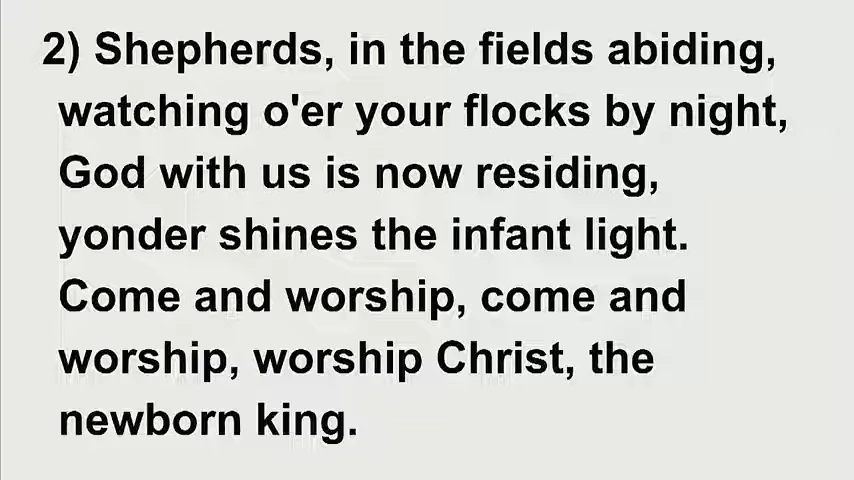 2) Shepherds, in the fields abiding,
watching o'er your flocks by night,
God with us is now residing,
yonder shines the infant light.
Come and worship, come and
worship, worship Christ, the
newborn king.